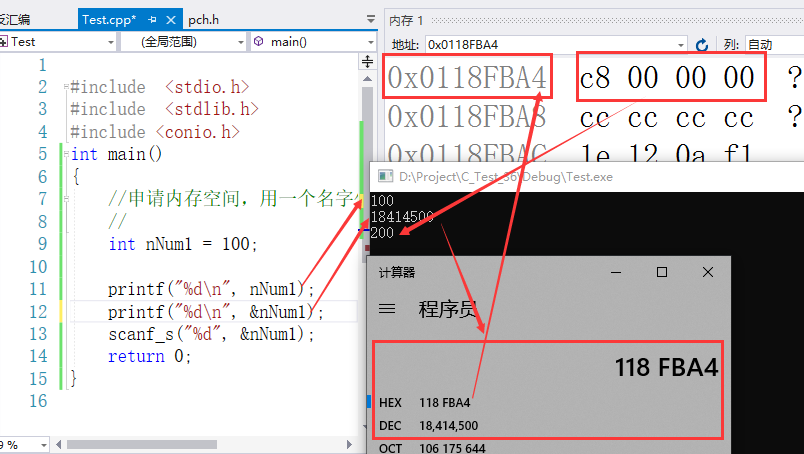 反汇编
Test.cpp*
pch.h
Test
(全局范围)
main()
1
2 #include <stdio.h>
3 #include <stdlib.h>
4 #include <conio.h>
5 int main()
6 {
7 //申请内存空间，用一个名字
8 //
9 int nNum1 = 100;
10
11 printf("%d\n", nNum1);
12 printf("%d\n", &nNum1);
13 scanf_s("%d", &nNum1);
14 return 0;
15 }
16
9 %
内存 1
地址: 0x0118FBA4
列: 自动
0x0118FBA4 c8 00 00 00 ?
0x0118FBA8 cc cc cc cc ?
0x0118FBAC 1e 12 0a f1
D:\Project\C_Test_36\Debug\Test.exe
100
18414500
200
计算器
程序员
118 FBA4
HEX 118 FBA4
DEC 18,414,500
OCT 106 175 644